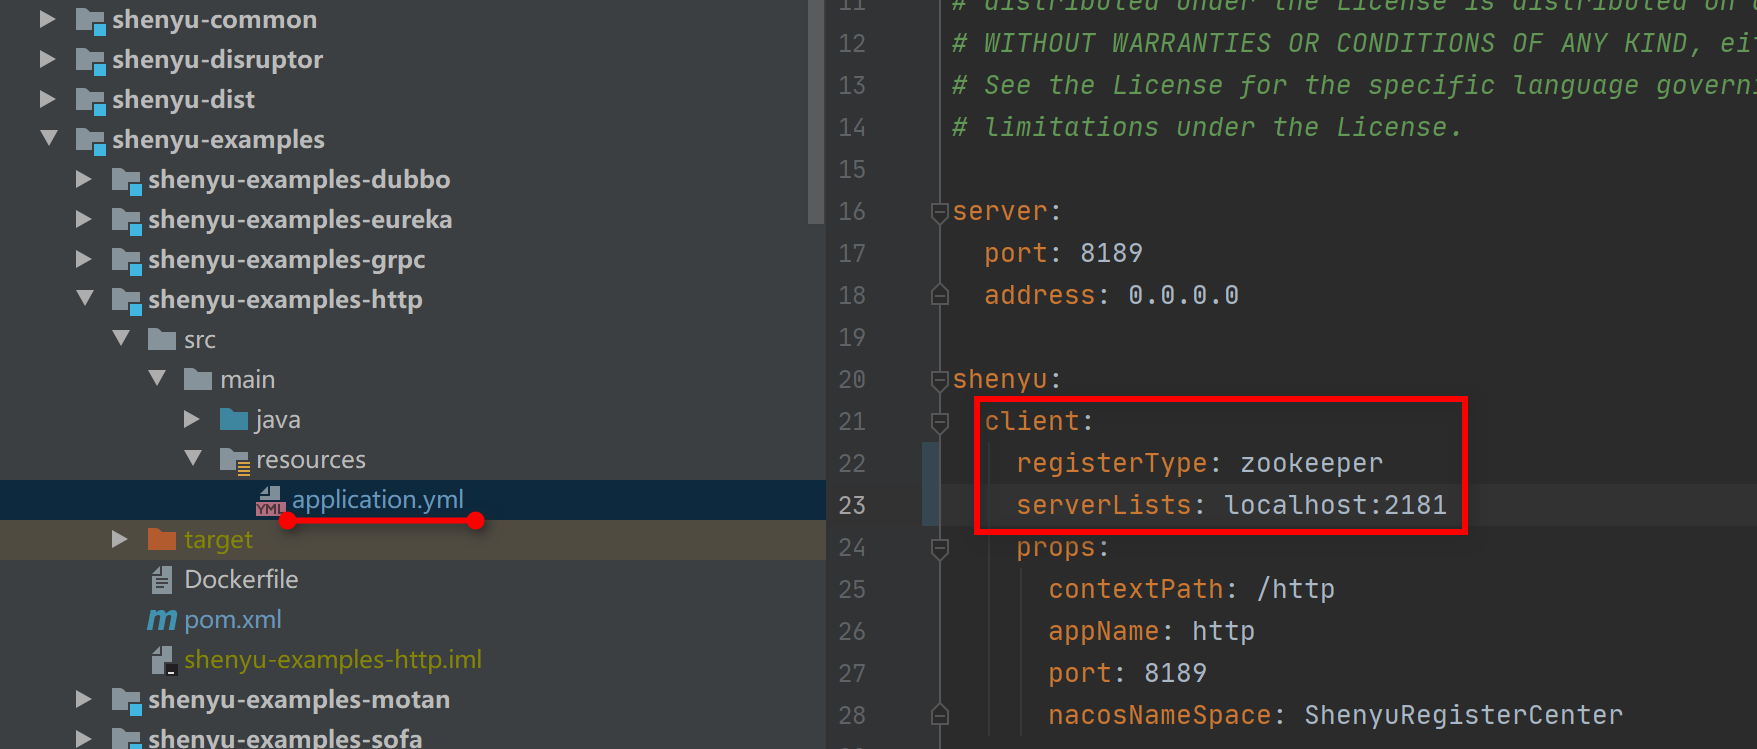 shenyu-common
shenyu-disruptor
shenyu-dist
shenyu-examples
shenyu-examples-dubbo
shenyu-examples-eureka
shenyu-examples-grpc
shenyu-examples-http
src
main
java
resources
YML application.yml
target
Dockerfile
m pom.xml
shenyu-examples-http.iml
shenyu-examples-motan
shenyu-examples-sofa
11 # distributed under the License is distributed on
12 # WITHOUT WARRANTIES OR CONDITIONS OF ANY KIND, ei
13 # See the License for the specific language govern
14 # limitations under the License.
15
16 server:
17 port: 8189
18 address: 0.0.0.0
19
20 shenyu:
21 client:
22 registerType: zookeeper
23 serverLists: localhost:2181
24 props:
25 contextPath: /http
26 appName: http
27 port: 8189
28 nacosNameSpace: ShenyuRegisterCenter